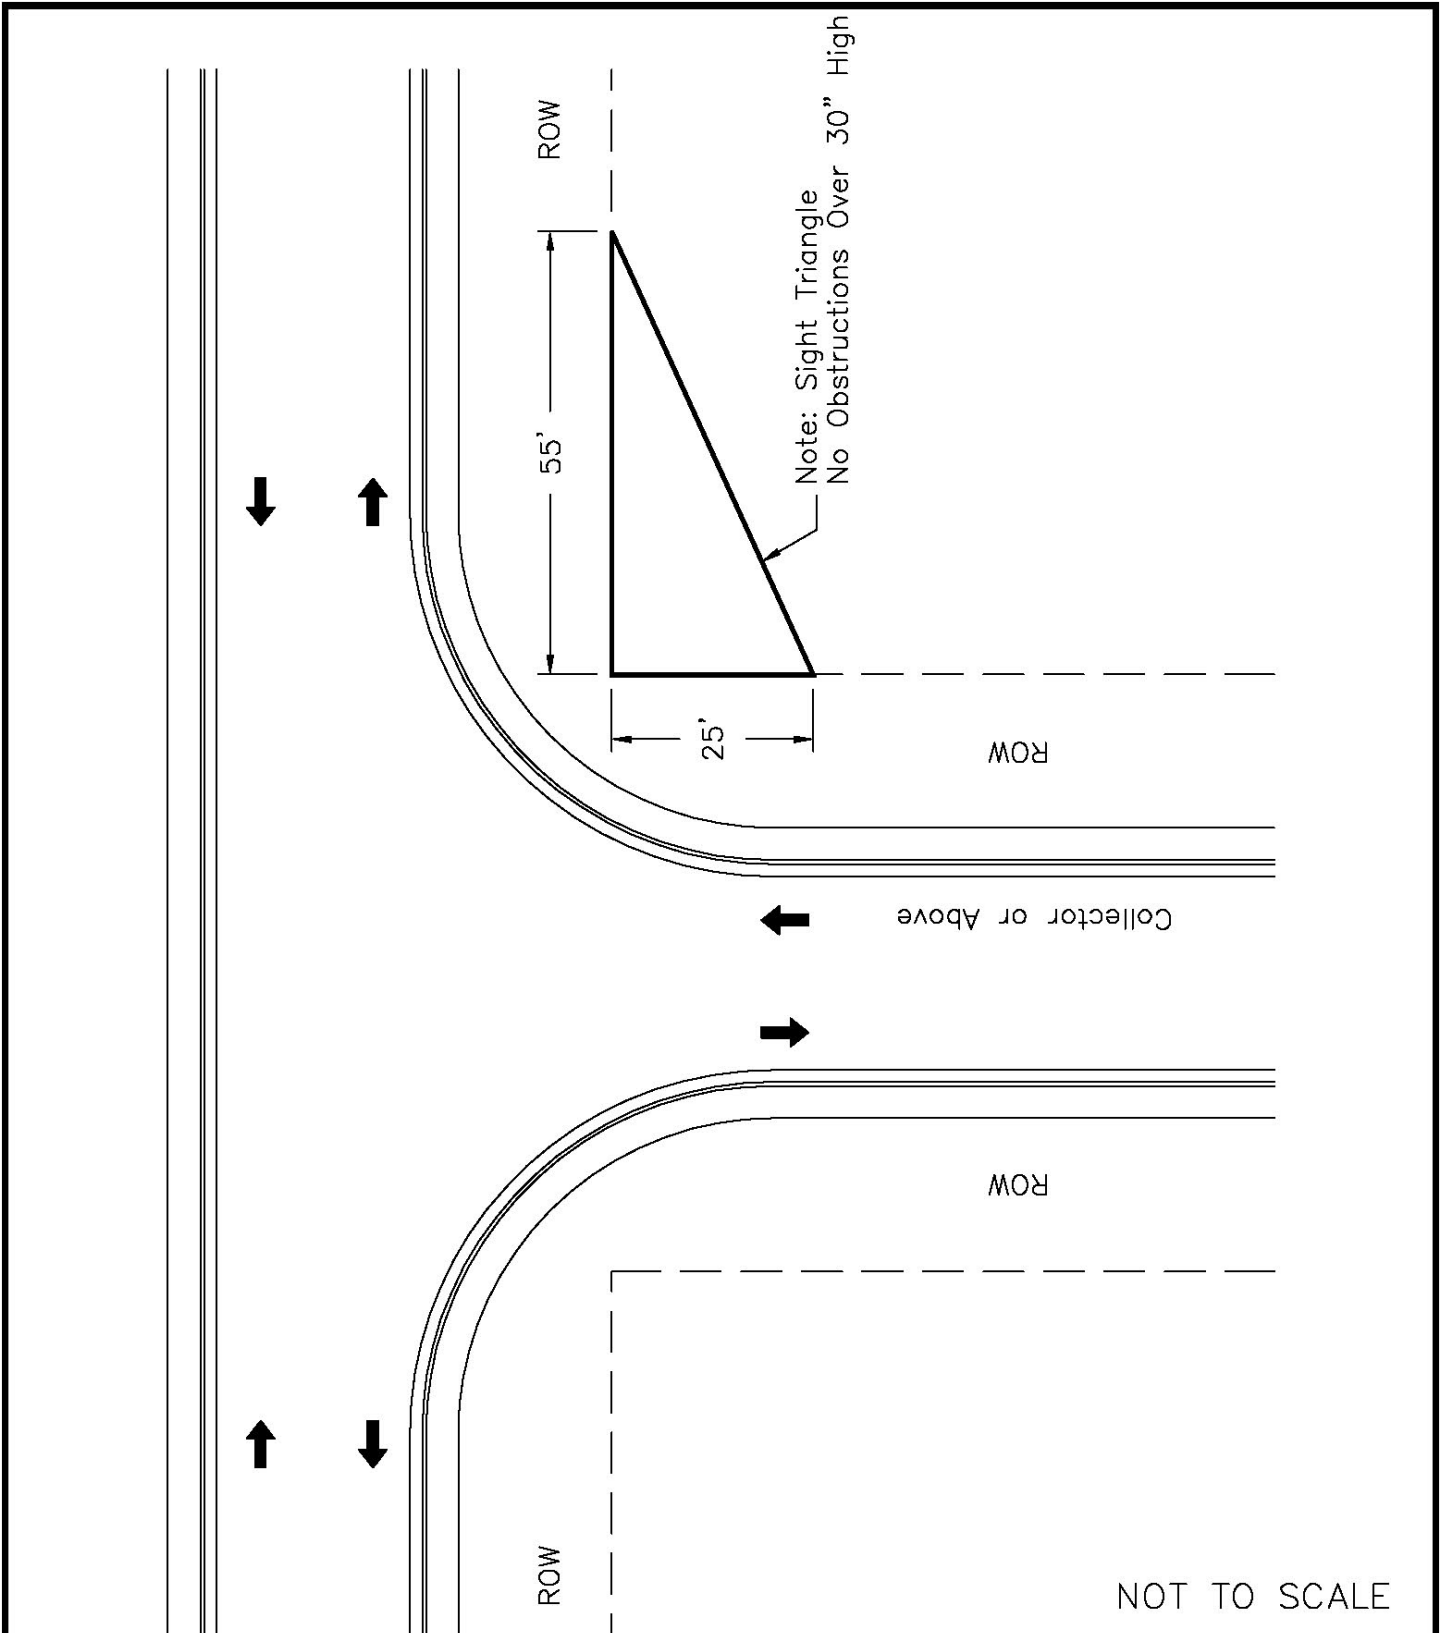 ROW
55'
Note: Sight Triangle
No Obstructions Over 30" High
25'
ROW
Collector or Above
ROW
ROW
NOT TO SCALE